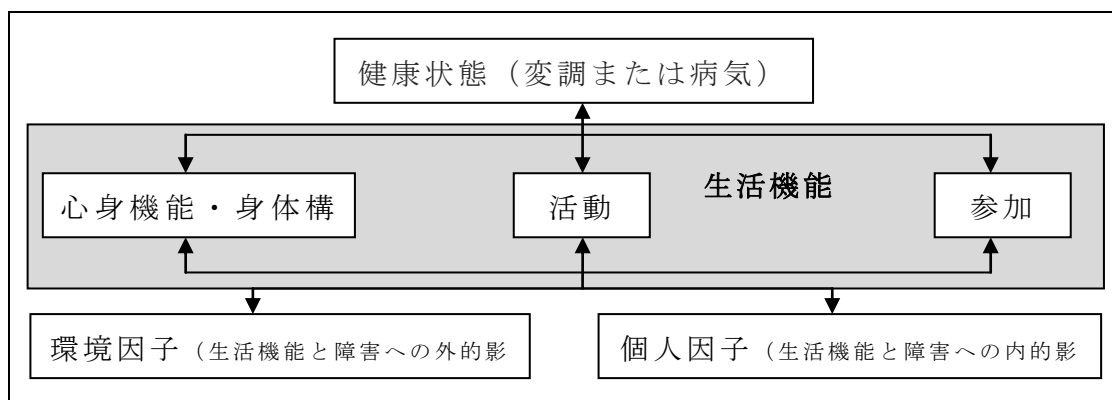 健康状態（変調または病気）
生活機能
心身機能・身体構
活動
参加
環境因子（生活機能と障害への外的影
個人因子（生活機能と障害への内的影